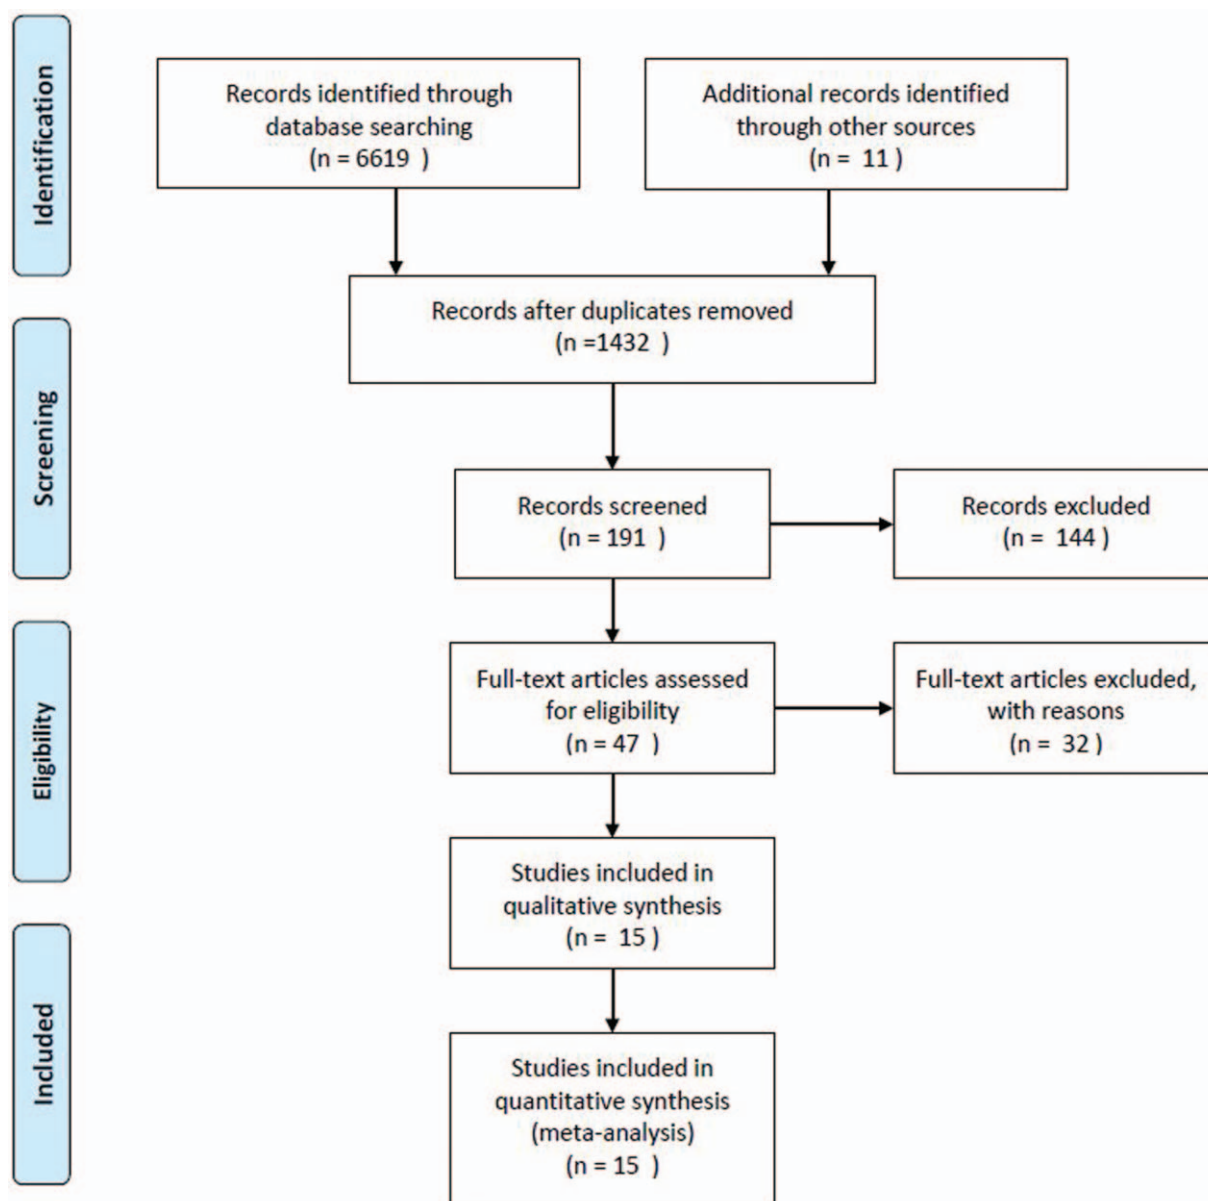 Identification
Records identified through
database searching
(n = 6619 )
Additional records identified
through other sources
(n = 11 )
Records after duplicates removed
(n =1432 )
Screening
Records screened
(n = 191 )
Records excluded
(n = 144 )
Eligibility
Full-text articles assessed
for eligibility
(n = 47 )
Full-text articles excluded,
with reasons
(n = 32 )
Studies included in
qualitative synthesis
(n = 15 )
Included
Studies included in
quantitative synthesis
(meta-analysis)
(n = 15 )